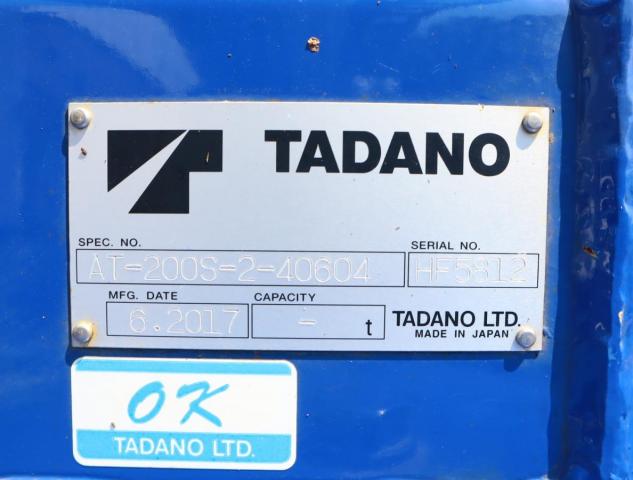 TADANO
SPEC. NO. SERIAL NO.
AT-200S-2-40604 HF5812
MFG. DATE CAPACITY
6.2017 - t TADANO LTD.
MADE IN JAPAN
OK
TADANO LTD.